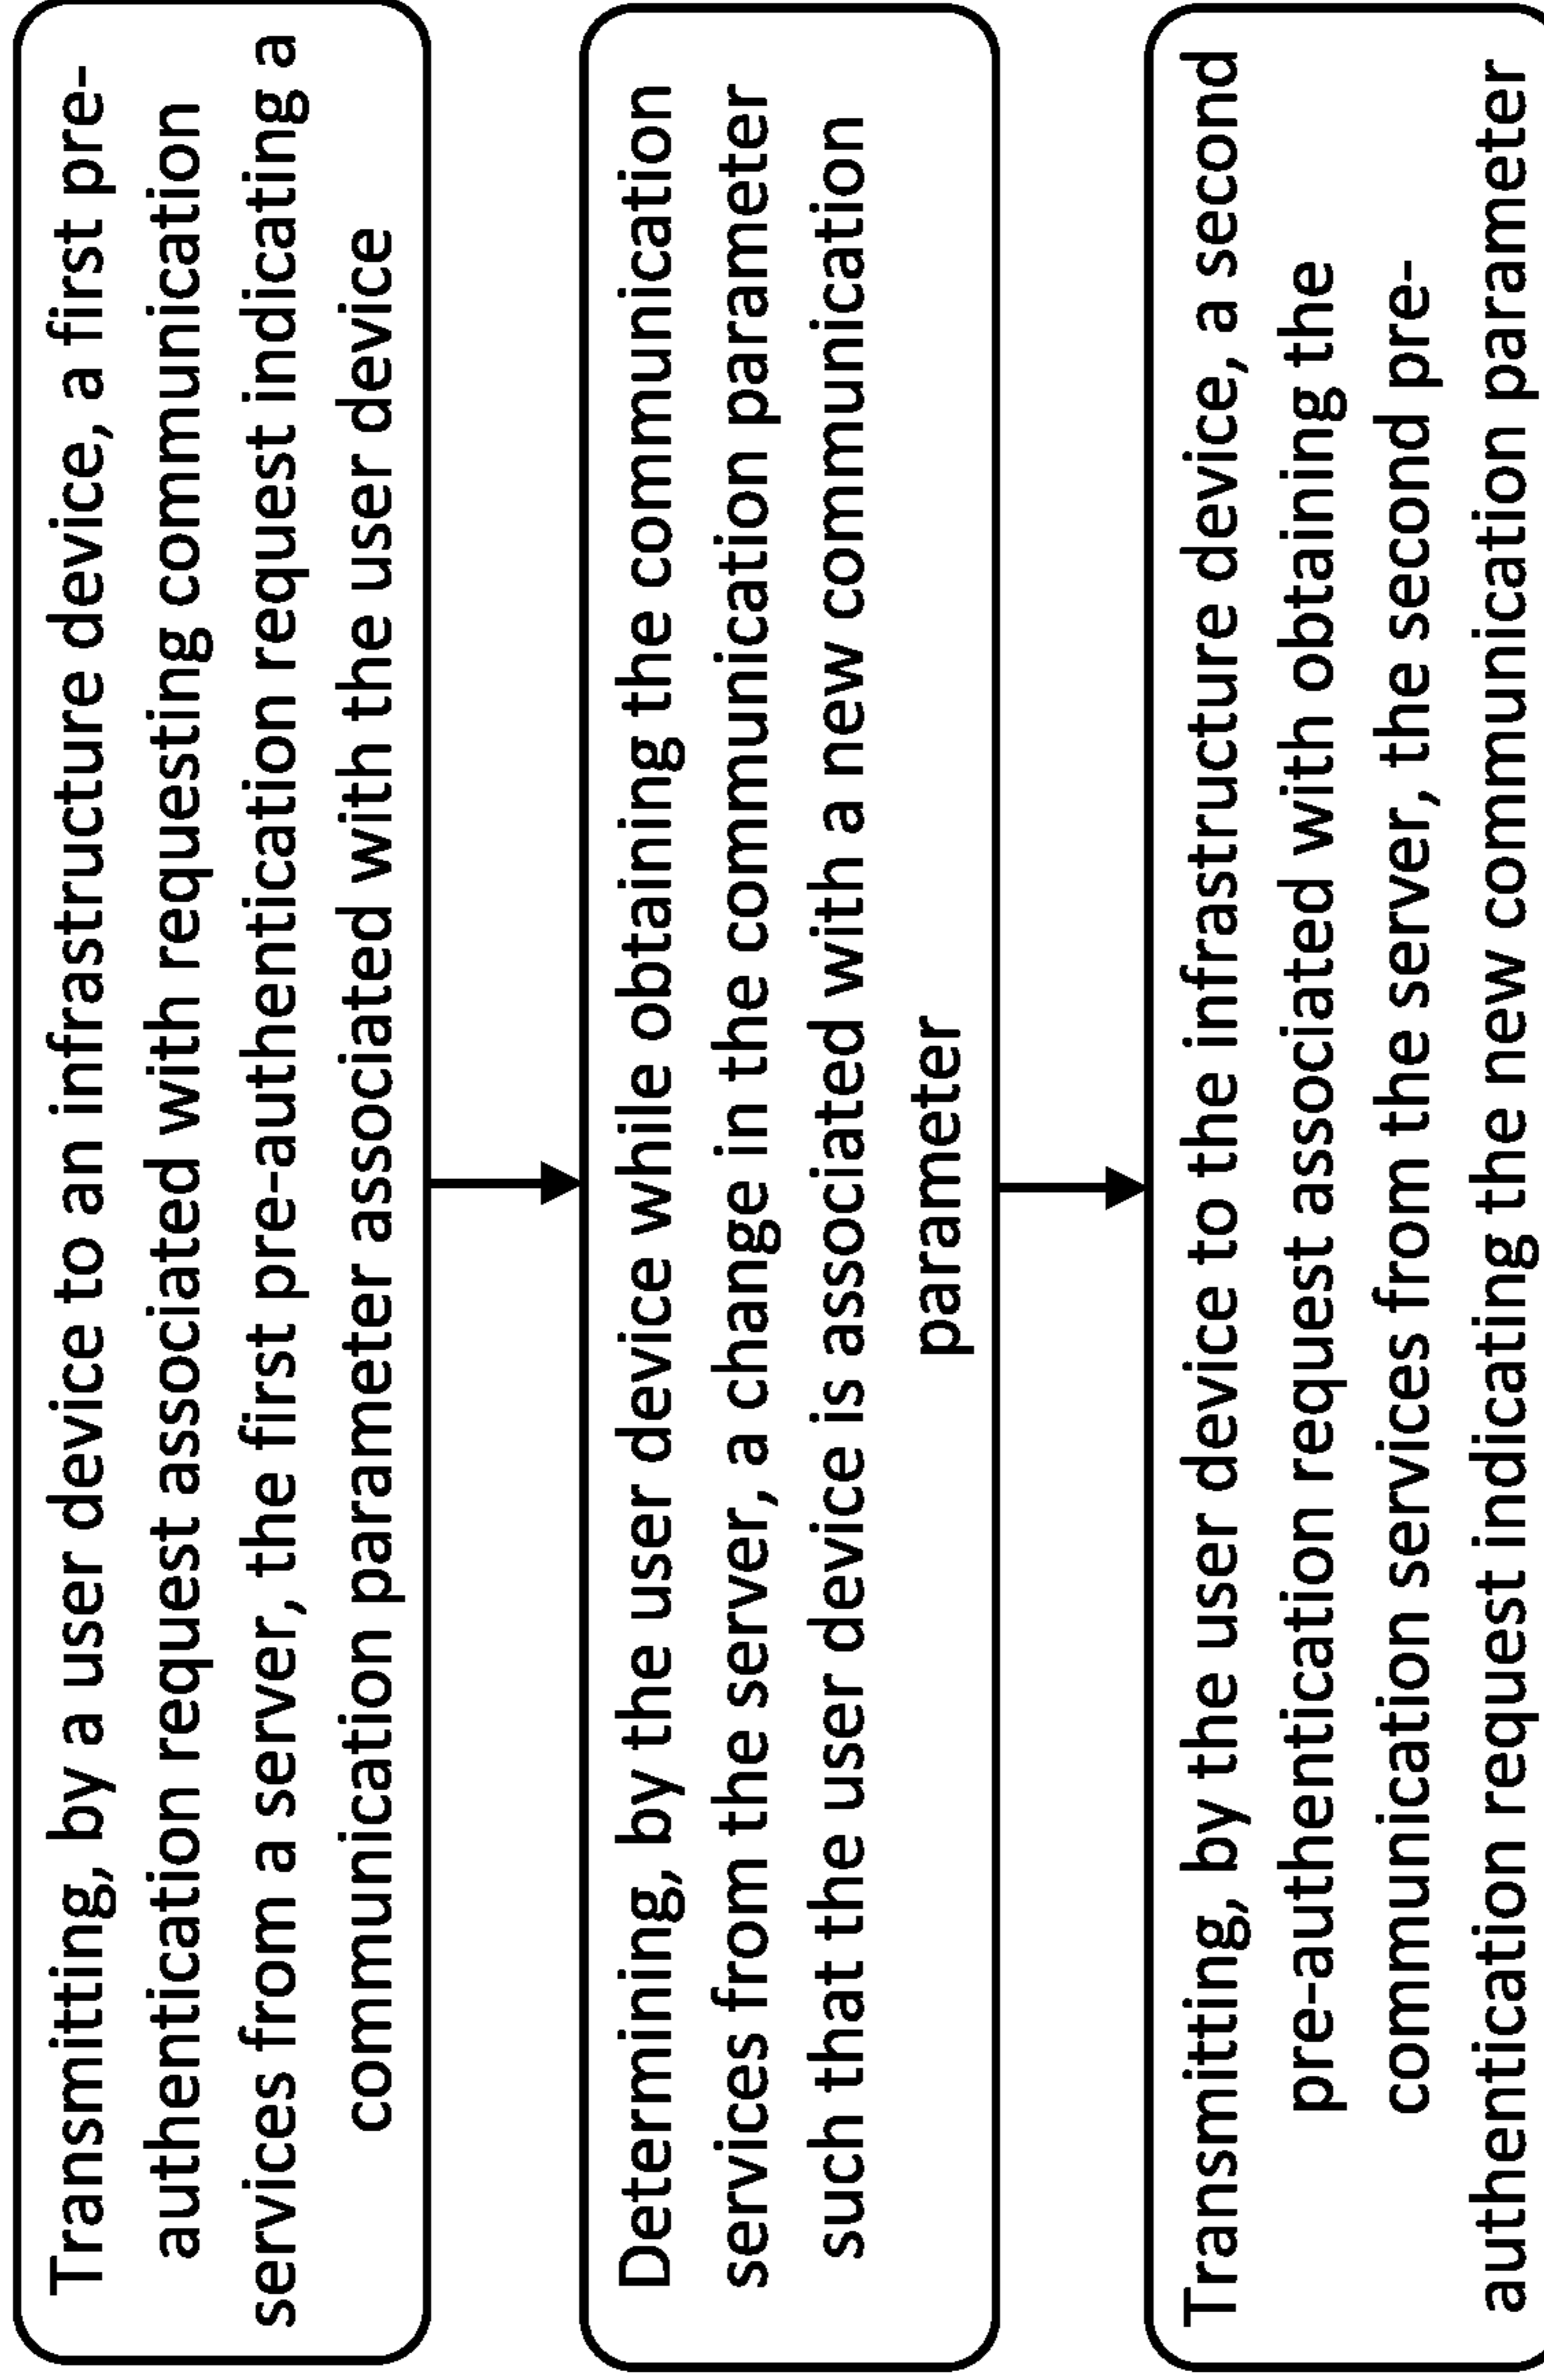 Transmitting, by a user device to an infrastructure device, a first pre-
authentication request associated with requesting communication
services from a server, the first pre-authentication request indicating a
communication parameter associated with the user device
Determining, by the user device while obtaining the communication
services from the server, a change in the communication parameter
such that the user device is associated with a new communication
parameter
Transmitting, by the user device to the infrastructure device, a second
pre-authentication request associated with obtaining the
communication services from the server, the second pre-
authentication request indicating the new communication parameter